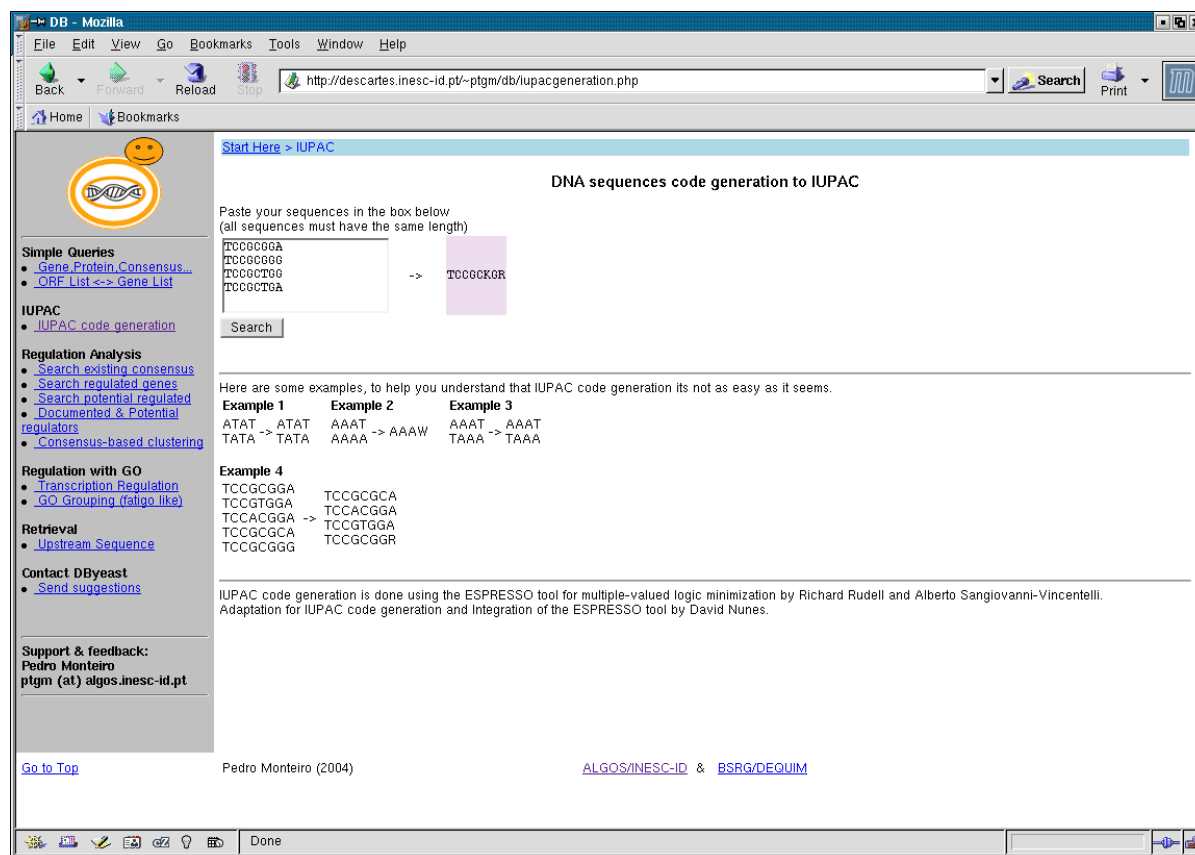 DB - Mozilla
File Edit View Go Bookmarks Tools Window Help
Back Forward Reload Stop http://descartes.inesc-id.pt/~ptgm/db/iupacgeneration.php Search Print
Home Bookmarks
Start Here > IUPAC
DNA sequences code generation to IUPAC
Paste your sequences in the box below
(all sequences must have the same length)
TCCGCGGA
TCCGCGGG
TCCGCTGG
TCCGCTGA
-> TCCGCKGR
Search
Simple Queries
Gene,Protein,Consensus...
ORF List <-> Gene List
IUPAC
IUPAC code generation
Regulation Analysis
Search existing consensus
Search regulated genes
Search potential regulated
Documented & Potential
regulators
Consensus-based clustering
Regulation with GO
Transcription Regulation
GO Grouping (fatigo like)
Retrieval
Upstream Sequence
Contact DByeast
Send suggestions
Support & feedback:
Pedro Monteiro
ptgm (at) algos.inesc-id.pt
Here are some examples, to help you understand that IUPAC code generation its not as easy as it seems.
Example 1 Example 2 Example 3
ATAT -> ATAT AAAT -> AAAW AAAT -> AAAT
TATA TATA AAAA TAAA TAAA
Example 4
TCCGCGGA
TCCGTGGA
TCCACGGA
TCCGCGCA
TCCGCGGG
->
TCCGCGCA
TCCACGGA
TCCGTGGA
TCCGCGGR
IUPAC code generation is done using the ESPRESSO tool for multiple-valued logic minimization by Richard Rudell and Alberto Sangiovanni-Vincentelli.
Adaptation for IUPAC code generation and Integration of the ESPRESSO tool by David Nunes.
Go to Top Pedro Monteiro (2004) ALGOS/INESC-ID & BSRG/DEQUIM
Done